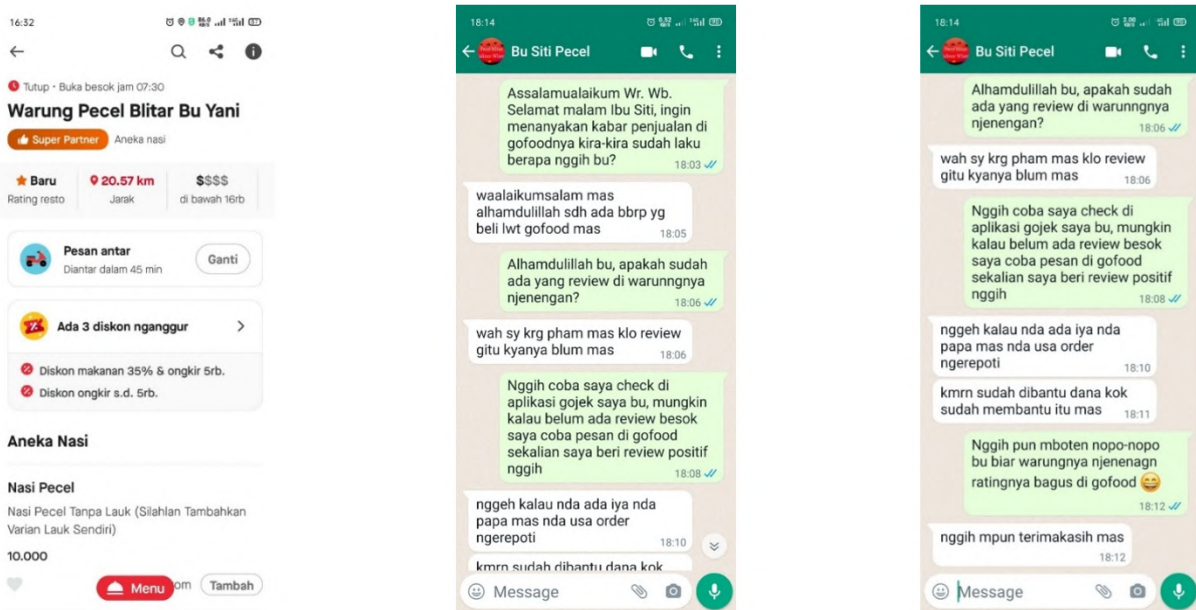 16:32
Tutup • Buka besok jam 07:30
Warung Pecel Blitar Bu Yani
Super Partner Aneka nasi
Baru
Rating resto
20.57 km
Jarak
$$$$
di bawah 16rb
Pesan antar
Diantar dalam 45 min
Ganti
Ada 3 diskon nganggur
Diskon makanan 35% & ongkir 5rb.
Diskon ongkir s.d. 5rb.
Aneka Nasi
Nasi Pecel
Nasi Pecel Tanpa Lauk (Silahlan Tambahkan
Varian Lauk Sendiri)
10.000
Menu
om
Tambah
18:14
Bu Siti Pecel
Assalamualaikum Wr. Wb.
Selamat malam Ibu Siti, ingin
menanyakan kabar penjualan di
gofoodnya kira-kira sudah laku
berapa nggih bu?
18:03
waalaikumsalam mas
alhamdulillah sdh ada bbrp yg
beli lwt gofood mas
18:05
Alhamdulillah bu, apakah sudah
ada yang review di warunngnya
njenengan?
18:06
wah sy krg pham mas klo review
gitu kyanya blum mas
18:06
Nggih coba saya check di
aplikasi gojek saya bu, mungkin
kalau belum ada review besok
saya coba pesan di gofood
sekalian saya beri review positif
nggih
18:08
nggeh kalau nda ada iya nda
papa mas nda usa order
ngerepoti
18:10
kmrn sudah dibantu dana kok
Message
18:14
Bu Siti Pecel
Alhamdulillah bu, apakah sudah
ada yang review di warunngnya
njenengan?
18:06
wah sy krg pham mas klo review
gitu kyanya blum mas
18:06
Nggih coba saya check di
aplikasi gojek saya bu, mungkin
kalau belum ada review besok
saya coba pesan di gofood
sekalian saya beri review positif
nggih
18:08
nggeh kalau nda ada iya nda
papa mas nda usa order
ngerepoti
18:10
kmrn sudah dibantu dana kok
sudah membantu itu mas
18:11
Nggih pun mboten nopo-nopo
bu biar warungnya njenenagn
ratingnya bagus di gofood 😄
18:12
nggih mpun terimakasih mas
18:12
Message